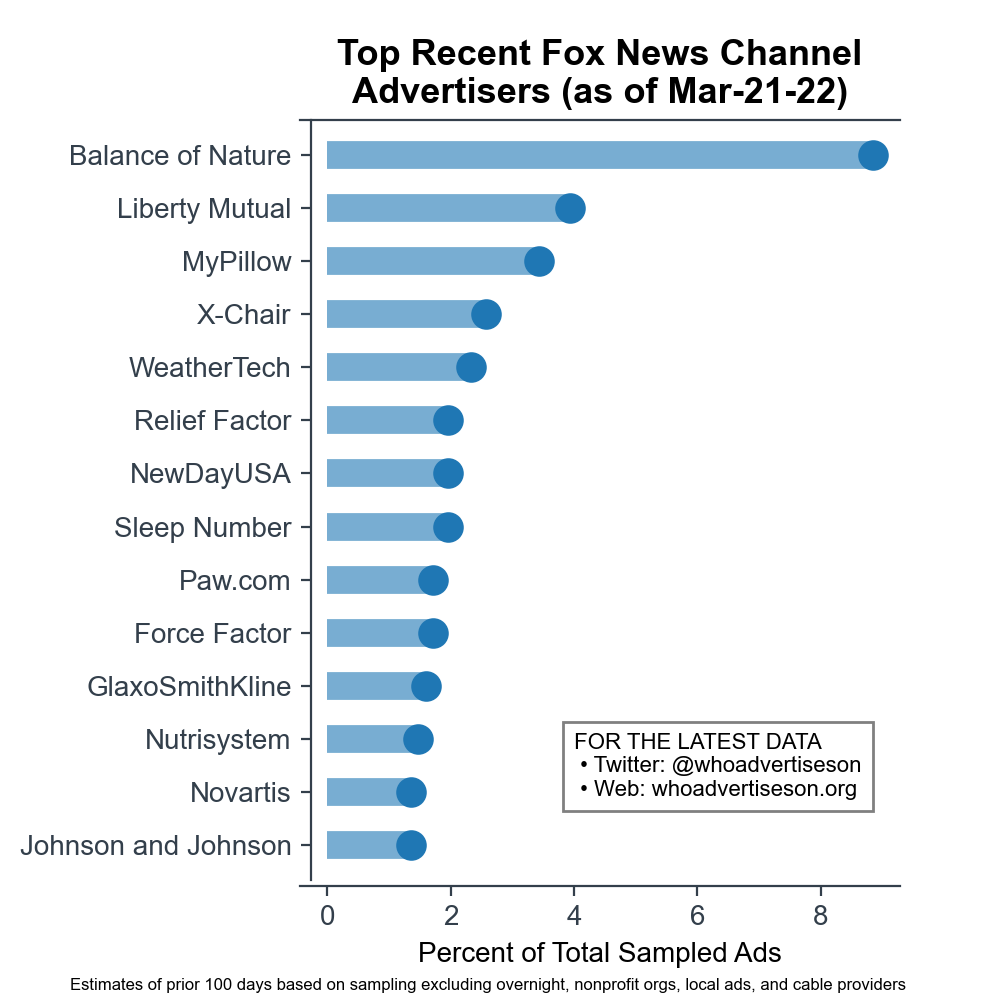 Top Recent Fox News Channel
Advertisers (as of Mar-21-22)
Balance of Nature
Liberty Mutual
MyPillow
X-Chair
WeatherTech
Relief Factor
NewDayUSA
Sleep Number
Paw.com
Force Factor
GlaxoSmithKline
Nutrisystem
Novartis
Johnson and Johnson
FOR THE LATEST DATA
• Twitter: @whoadvertiseson
• Web: whoadvertiseson.org
0 2 4 6 8
Percent of Total Sampled Ads
Estimates of prior 100 days based on sampling excluding overnight, nonprofit orgs, local ads, and cable providers